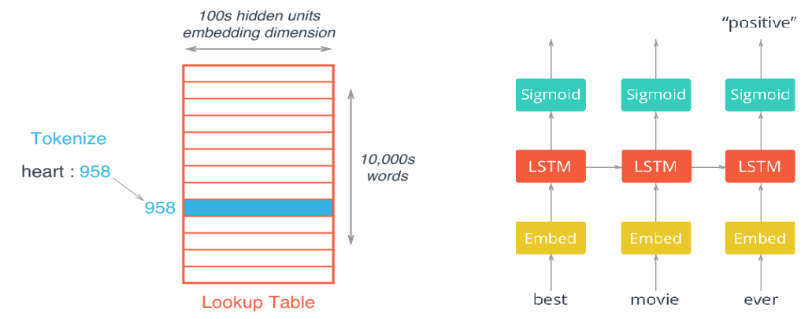 100s hidden units
embedding dimension
Tokenize
heart : 958
958
10,000s
words
Lookup Table
"positive"
Sigmoid Sigmoid Sigmoid
LSTM LSTM LSTM
Embed Embed Embed
best movie ever